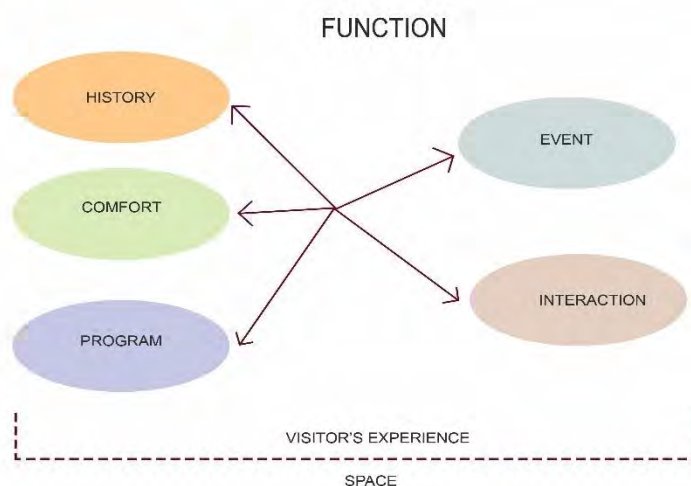 FUNCTION
HISTORY
EVENT
COMFORT
INTERACTION
PROGRAM
VISITOR'S EXPERIENCE
SPACE